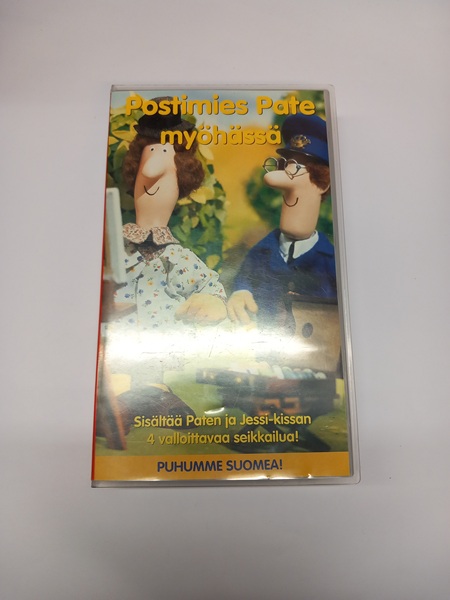 Postimies Pate
myöhässä
Sisältää Paten ja Jessi-kissan
4 valloittavaa seikkailua!
PUHUMME SUOMEA!